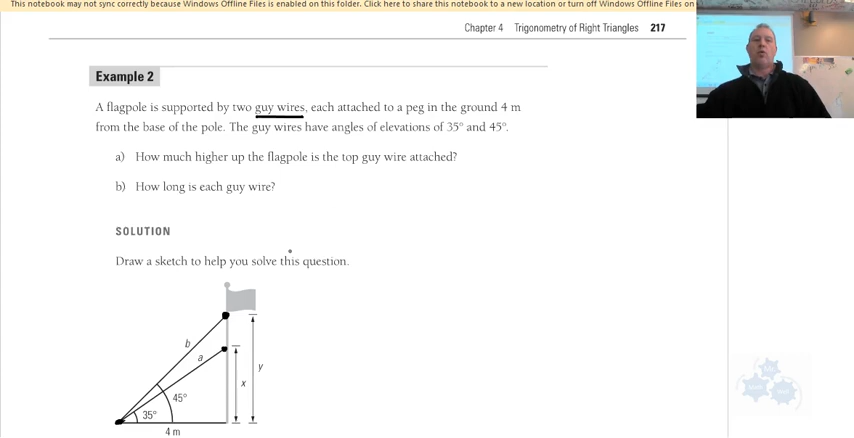 This notebook may not sync correctly because Windows Offline Files is enabled on this folder. Click here to share this notebook to a new location or turn off Windows Offline Files on
Chapter 4 Trigonometry of Right Triangles 217
Example 2
A flagpole is supported by two guy wires, each attached to a peg in the ground 4 m
from the base of the pole. The guy wires have angles of elevations of 35° and 45°.
a) How much higher up the flagpole is the top guy wire attached?
b) How long is each guy wire?
SOLUTION
Draw a sketch to help you solve this question.
b
a
y
x
45°
35°
4 m